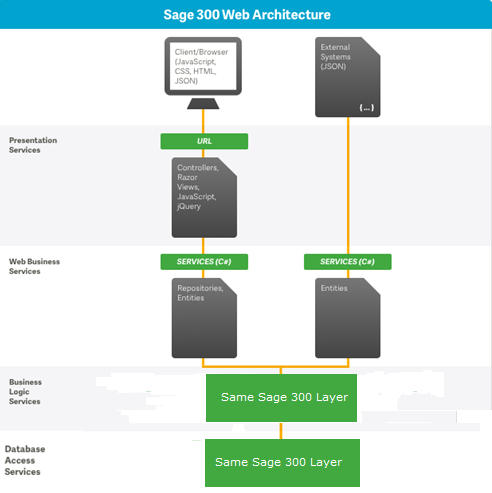 Sage 300 Web Architecture
Client/Browser
(JavaScript,
CSS, HTML,
JSON)
External
Systems
(JSON)
{ ... }
Presentation
Services
URL
Controllers,
Razor
Views,
JavaScript,
jQuery
Web Business
Services
SERVICES (C#)
SERVICES (C#)
Repositories,
Entities
Entities
Business
Logic
Services
Same Sage 300 Layer
Database
Access
Services
Same Sage 300 Layer